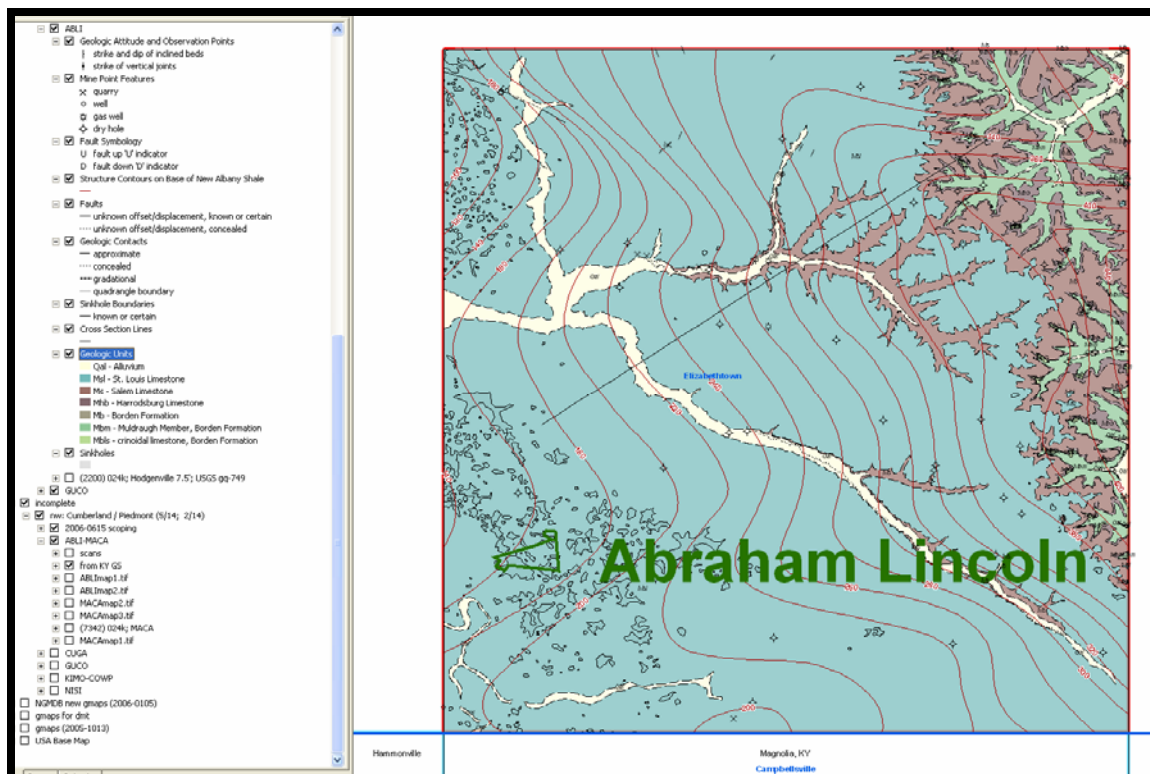 ABLI
Geologic Attitude and Observation Points
strike and dip of inclined beds
strike of vertical joints
Mine Point Features
quarry
well
gas well
dry hole
Fault Symbology
U fault up 'U' indicator
D fault down 'D' indicator
Structure Contours on Base of New Albany Shale
Faults
unknown offset/displacement, known or certain
unknown offset/displacement, concealed
Geologic Contacts
approximate
concealed
gradational
quadrangle boundary
Sinkhole Boundaries
known or certain
Cross Section Lines
Geologic Units
Qal - Alluvium
Msl - St. Louis Limestone
Ms - Salem Limestone
Mhb - Harrodsburg Limestone
Mb - Borden Formation
Mbm - Muldraugh Member, Borden Formation
Mbls - crinoidal limestone, Borden Formation
Sinkholes
(2200) 024k; Hodgenville 7.5'; USGS gq-749
GUCO
incomplete
nw: Cumberland / Piedmont (5/14; 2/14)
2006-0615 scoping
ABLI-MACA
scans
from KY GS
ABLImap1.tif
ABLImap2.tif
MACAmap2.tif
MACAmap3.tif
(7342) 024k; MACA
MACAmap1.tif
CUGA
GUCO
KIMO-COWP
NISI
NGMDB new gmaps (2006-0105)
gmaps for dmt
gmaps (2005-1013)
USA Base Map
Elizabethtown
Abraham Lincoln
200
Hammonville
Magnolia, KY
Campbellsville